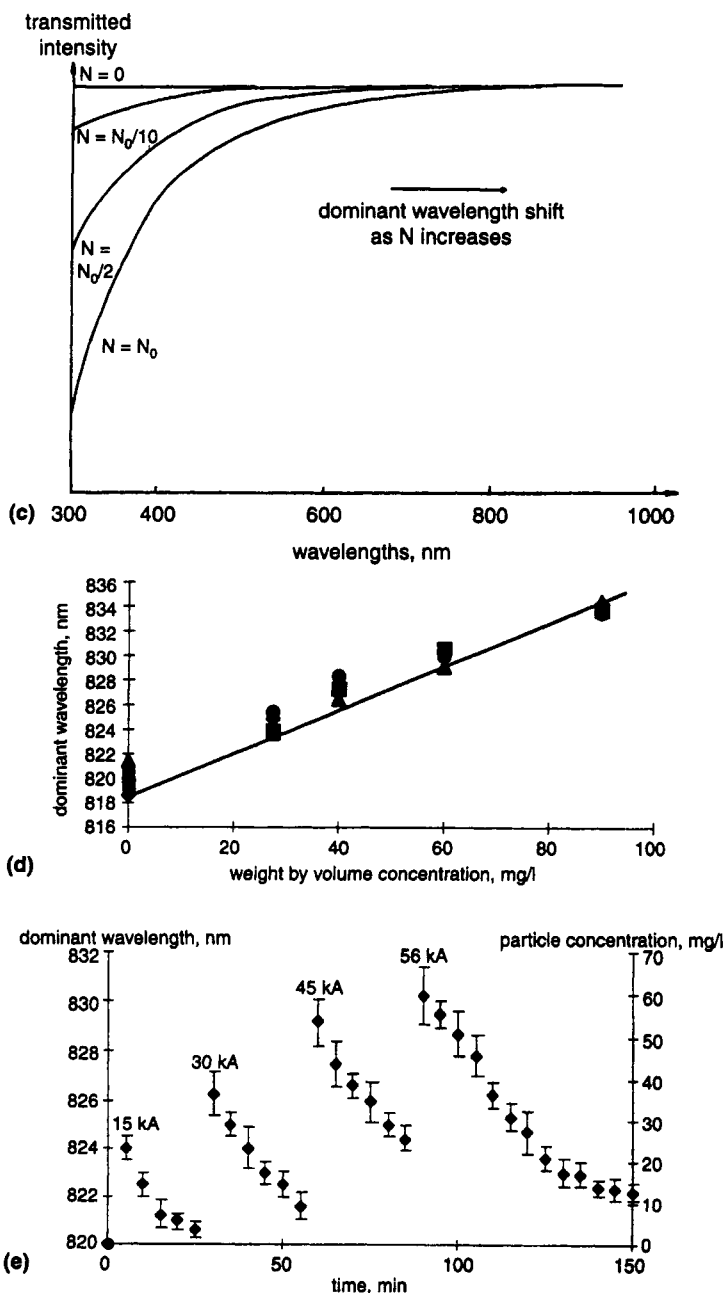 transmitted
intensity
N = 0
N = N₀/10
N =
N₀/2
N = N₀
dominant wavelength shift
as N increases
(c)
300 400 600 800 1000
wavelengths, nm
dominant wavelength, nm
836
834
832
830
828
826
824
822
820
818
816
0 20 40 60 80 100
(d)
weight by volume concentration, mg/l
dominant wavelength, nm
particle concentration, mg/l
832
830
828
826
824
822
820
15 kA
30 kA
45 kA
56 kA
70
60
50
40
30
20
10
0
(e)
0 50 100 150
time, min